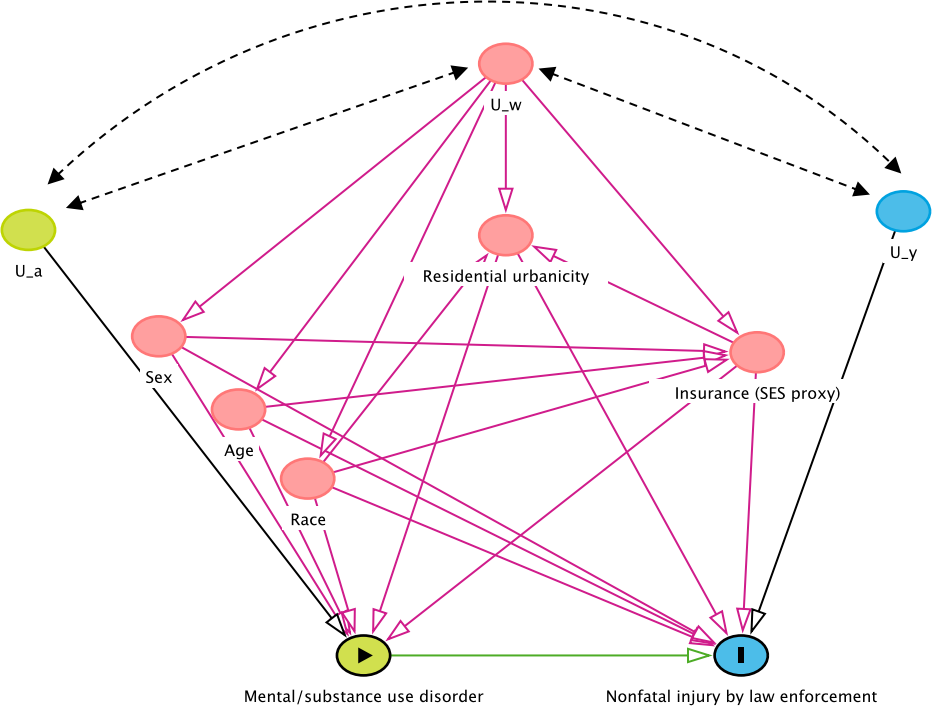 U_w
U_y
U_a
Residential urbanicity
Sex
Insurance (SES proxy)
Age
Race
Mental/substance use disorder
Nonfatal injury by law enforcement